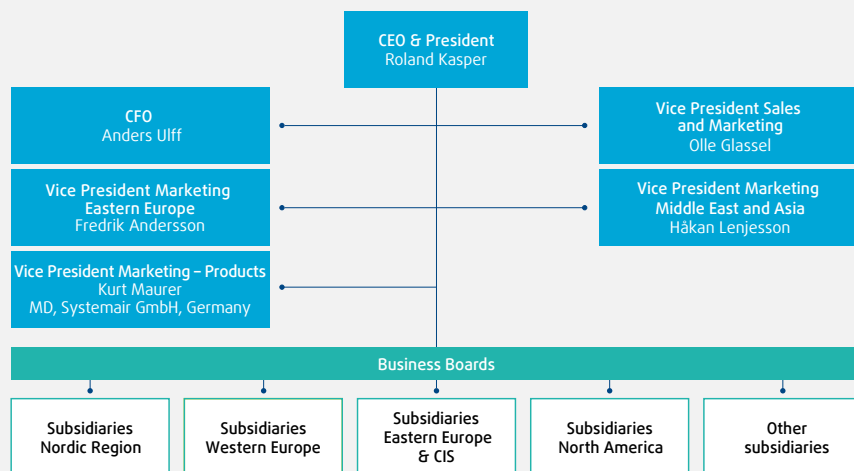 CEO & President
Roland Kasper
CFO
Anders Ulff
Vice President Sales
and Marketing
Olle Glassel
Vice President Marketing
Eastern Europe
Fredrik Andersson
Vice President Marketing
Middle East and Asia
Håkan Lenjesson
Vice President Marketing – Products
Kurt Maurer
MD, Systemair GmbH, Germany
Business Boards
Subsidiaries
Nordic Region
Subsidiaries
Western Europe
Subsidiaries
Eastern Europe
& CIS
Subsidiaries
North America
Other
subsidiaries